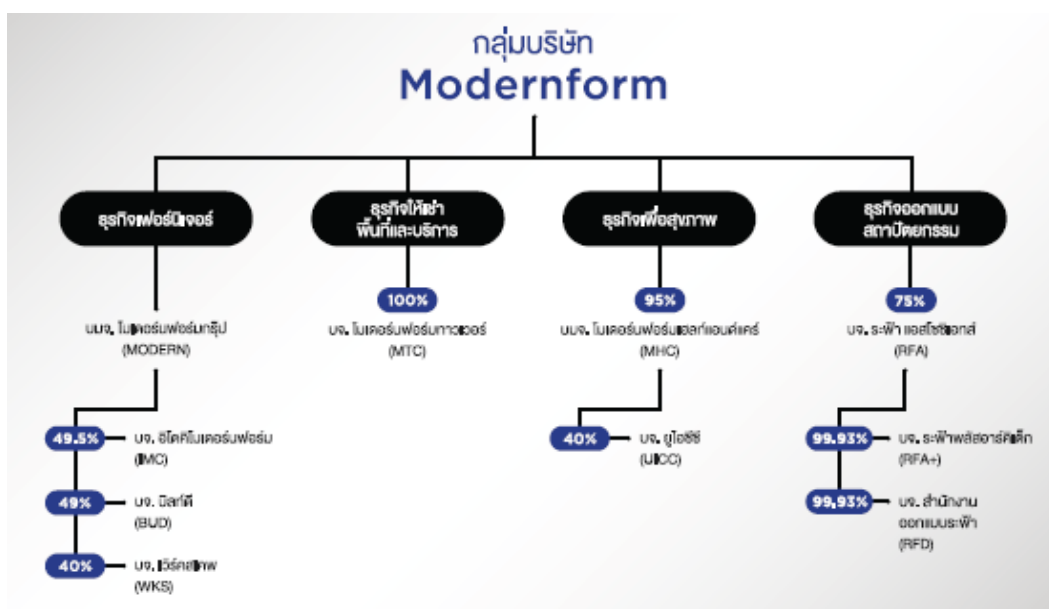 กลุ่มบริษัท
Modernform
ธุรกิจเฟอร์นิเจอร์
ธุรกิจให้เช่า
พื้นที่และบริการ
ธุรกิจเพื่อสุขภาพ
ธุรกิจออกแบบ
สถาปัตยกรรม
บมจ. โมเดอร์นฟอร์มกรุ๊ป
(MODERN)
100%
บจ. โมเดอร์นฟอร์มทาวเวอร์
(MTC)
95%
บมจ. โมเดอร์นฟอร์มเฮลท์แอนด์แคร์
(MHC)
75%
บจ. ระฟ้า แอสโซซิเอทส์
(RFA)
49.5%
บจ. อิโตคิโมเดอร์นฟอร์ม
(IMC)
49%
บจ. บิลท์ดี
(BUD)
40%
บจ. เวิร์คสเคพ
(WKS)
40%
บจ. ยูไอซีซี
(UICC)
99.93%
บจ. ระฟ้าพลัสอาร์คิเต็ก
(RFA+)
99.93%
บจ. สำนักงาน
ออกแบบระฟ้า
(RFD)